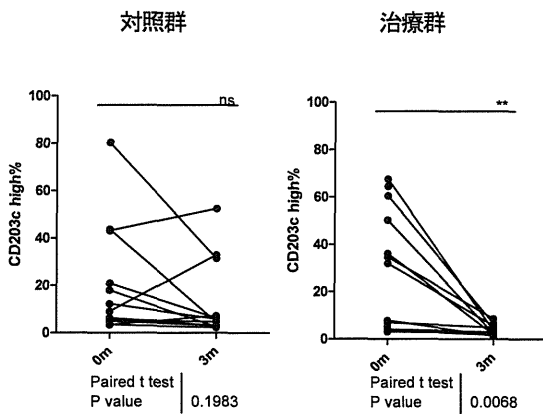 対照群
治療群
ns
**
CD203c high%
100
80
60
40
20
0
0m
3m
Paired t test
P value 0.1983
CD203c high%
100
80
60
40
20
0
0m
3m
Paired t test
P value 0.0068